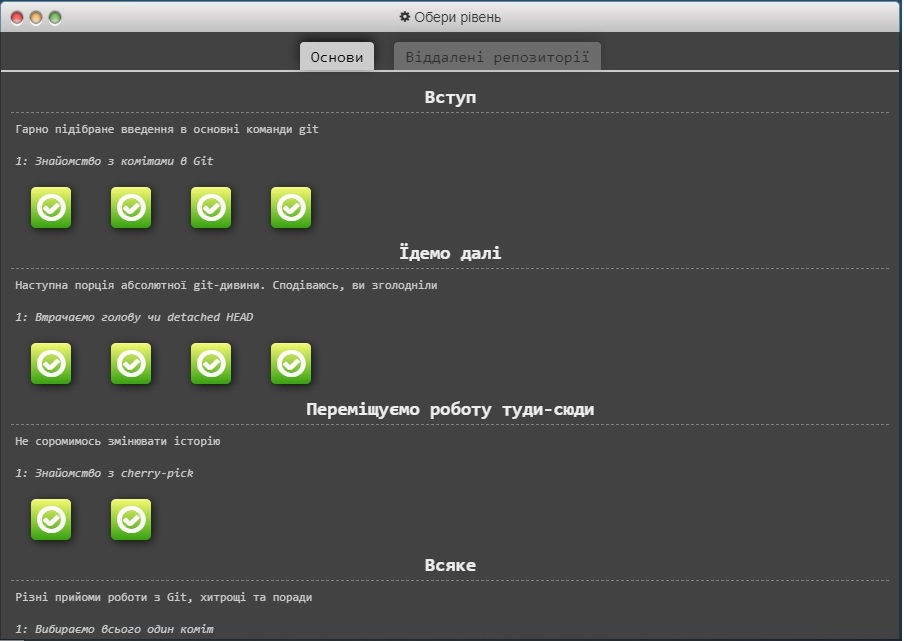 Обери рівень
Основи
Віддалені репозиторії
Вступ
Гарно підібране введення в основні команди git
1: Знайомство з комітами в Git
Їдемо далі
Наступна порція абсолютної git-дивини. Сподіваюсь, ви зголодніли
1: Втрачаємо голову чи detached HEAD
Переміщуємо роботу туди-сюди
Не соромимось змінювати історію
1: Знайомство з cherry-pick
Всяке
Різні прийоми роботи з Git, хитрощі та поради
1: Вибираємо всього один коміт